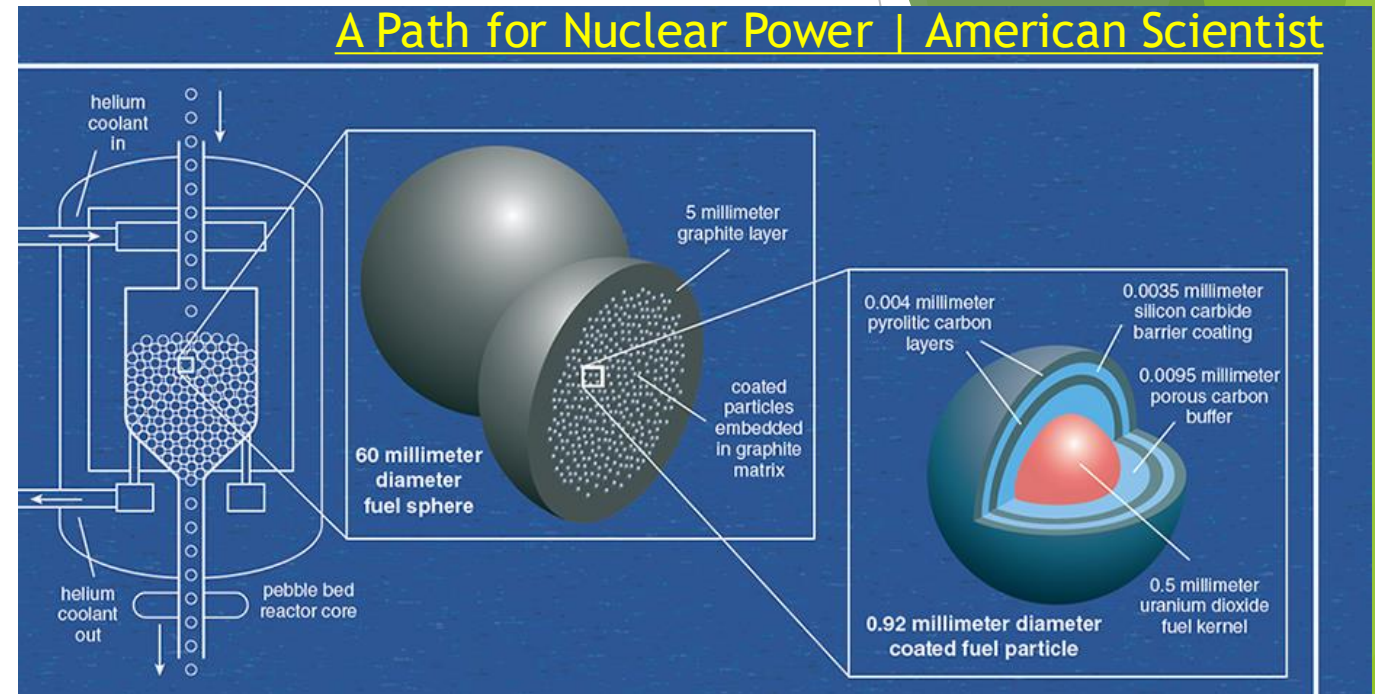 A Path for Nuclear Power | American Scientist
helium
coolant
in
5 millimeter
graphite layer
coated
particles
embedded
in graphite
matrix
60 millimeter
diameter
fuel sphere
0.004 millimeter
pyrolitic carbon
layers
0.0035 millimeter
silicon carbide
barrier coating
0.0095 millimeter
porous carbon
buffer
0.5 millimeter
uranium dioxide
fuel kernel
0.92 millimeter diameter
coated fuel particle
helium
coolant
out
pebble bed
reactor core